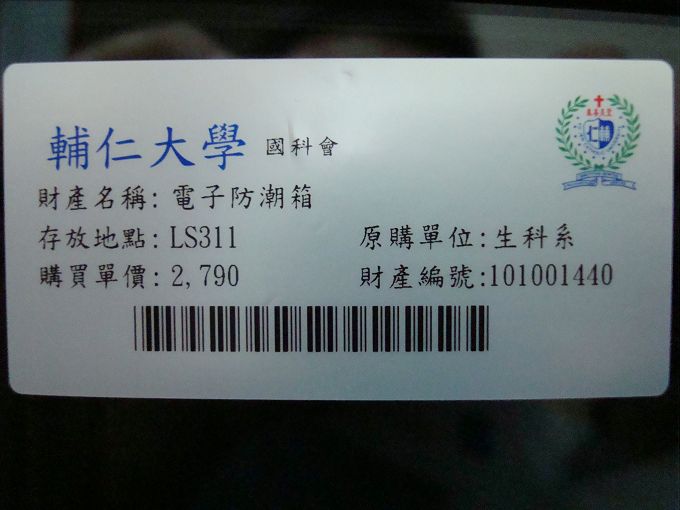 輔仁大學 國科會
財產名稱: 電子防潮箱
存放地點: LS311 原購單位: 生科系
購買單價: 2,790 財產編號:101001440